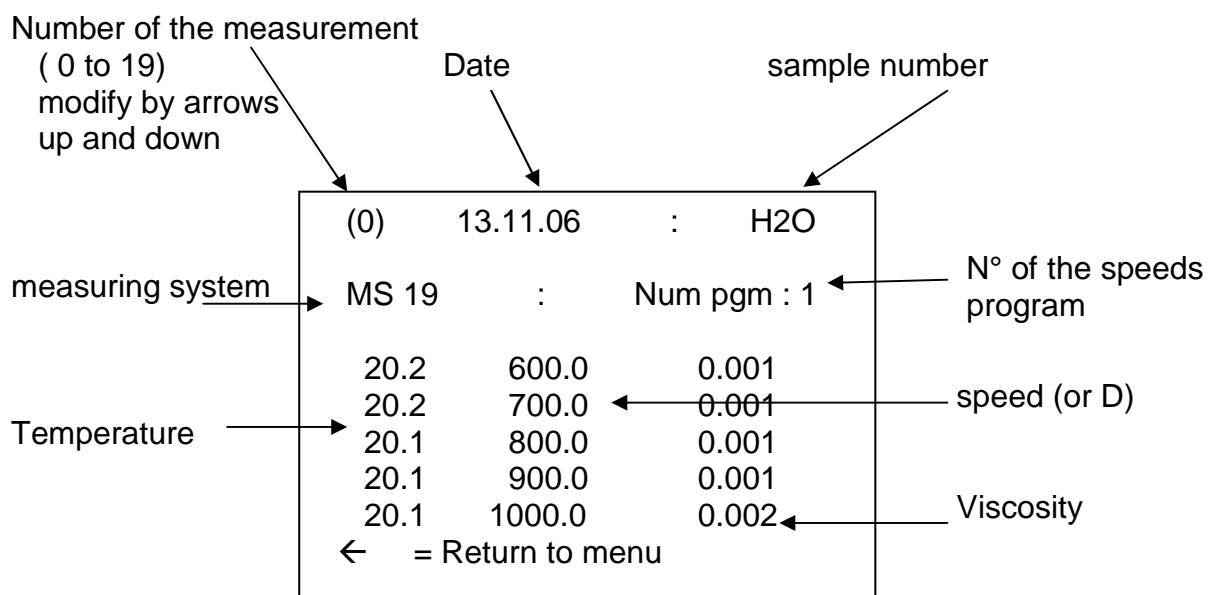 Number of the measurement
( 0 to 19)
modify by arrows
up and down
Date
sample number
(0) 13.11.06 : H2O
measuring system
MS 19 : Num pgm : 1
N° of the speeds
program
20.2 600.0 0.001
20.2 700.0 0.001
speed (or D)
Temperature
20.1 800.0 0.001
20.1 900.0 0.001
20.1 1000.0 0.002
Viscosity
← = Return to menu